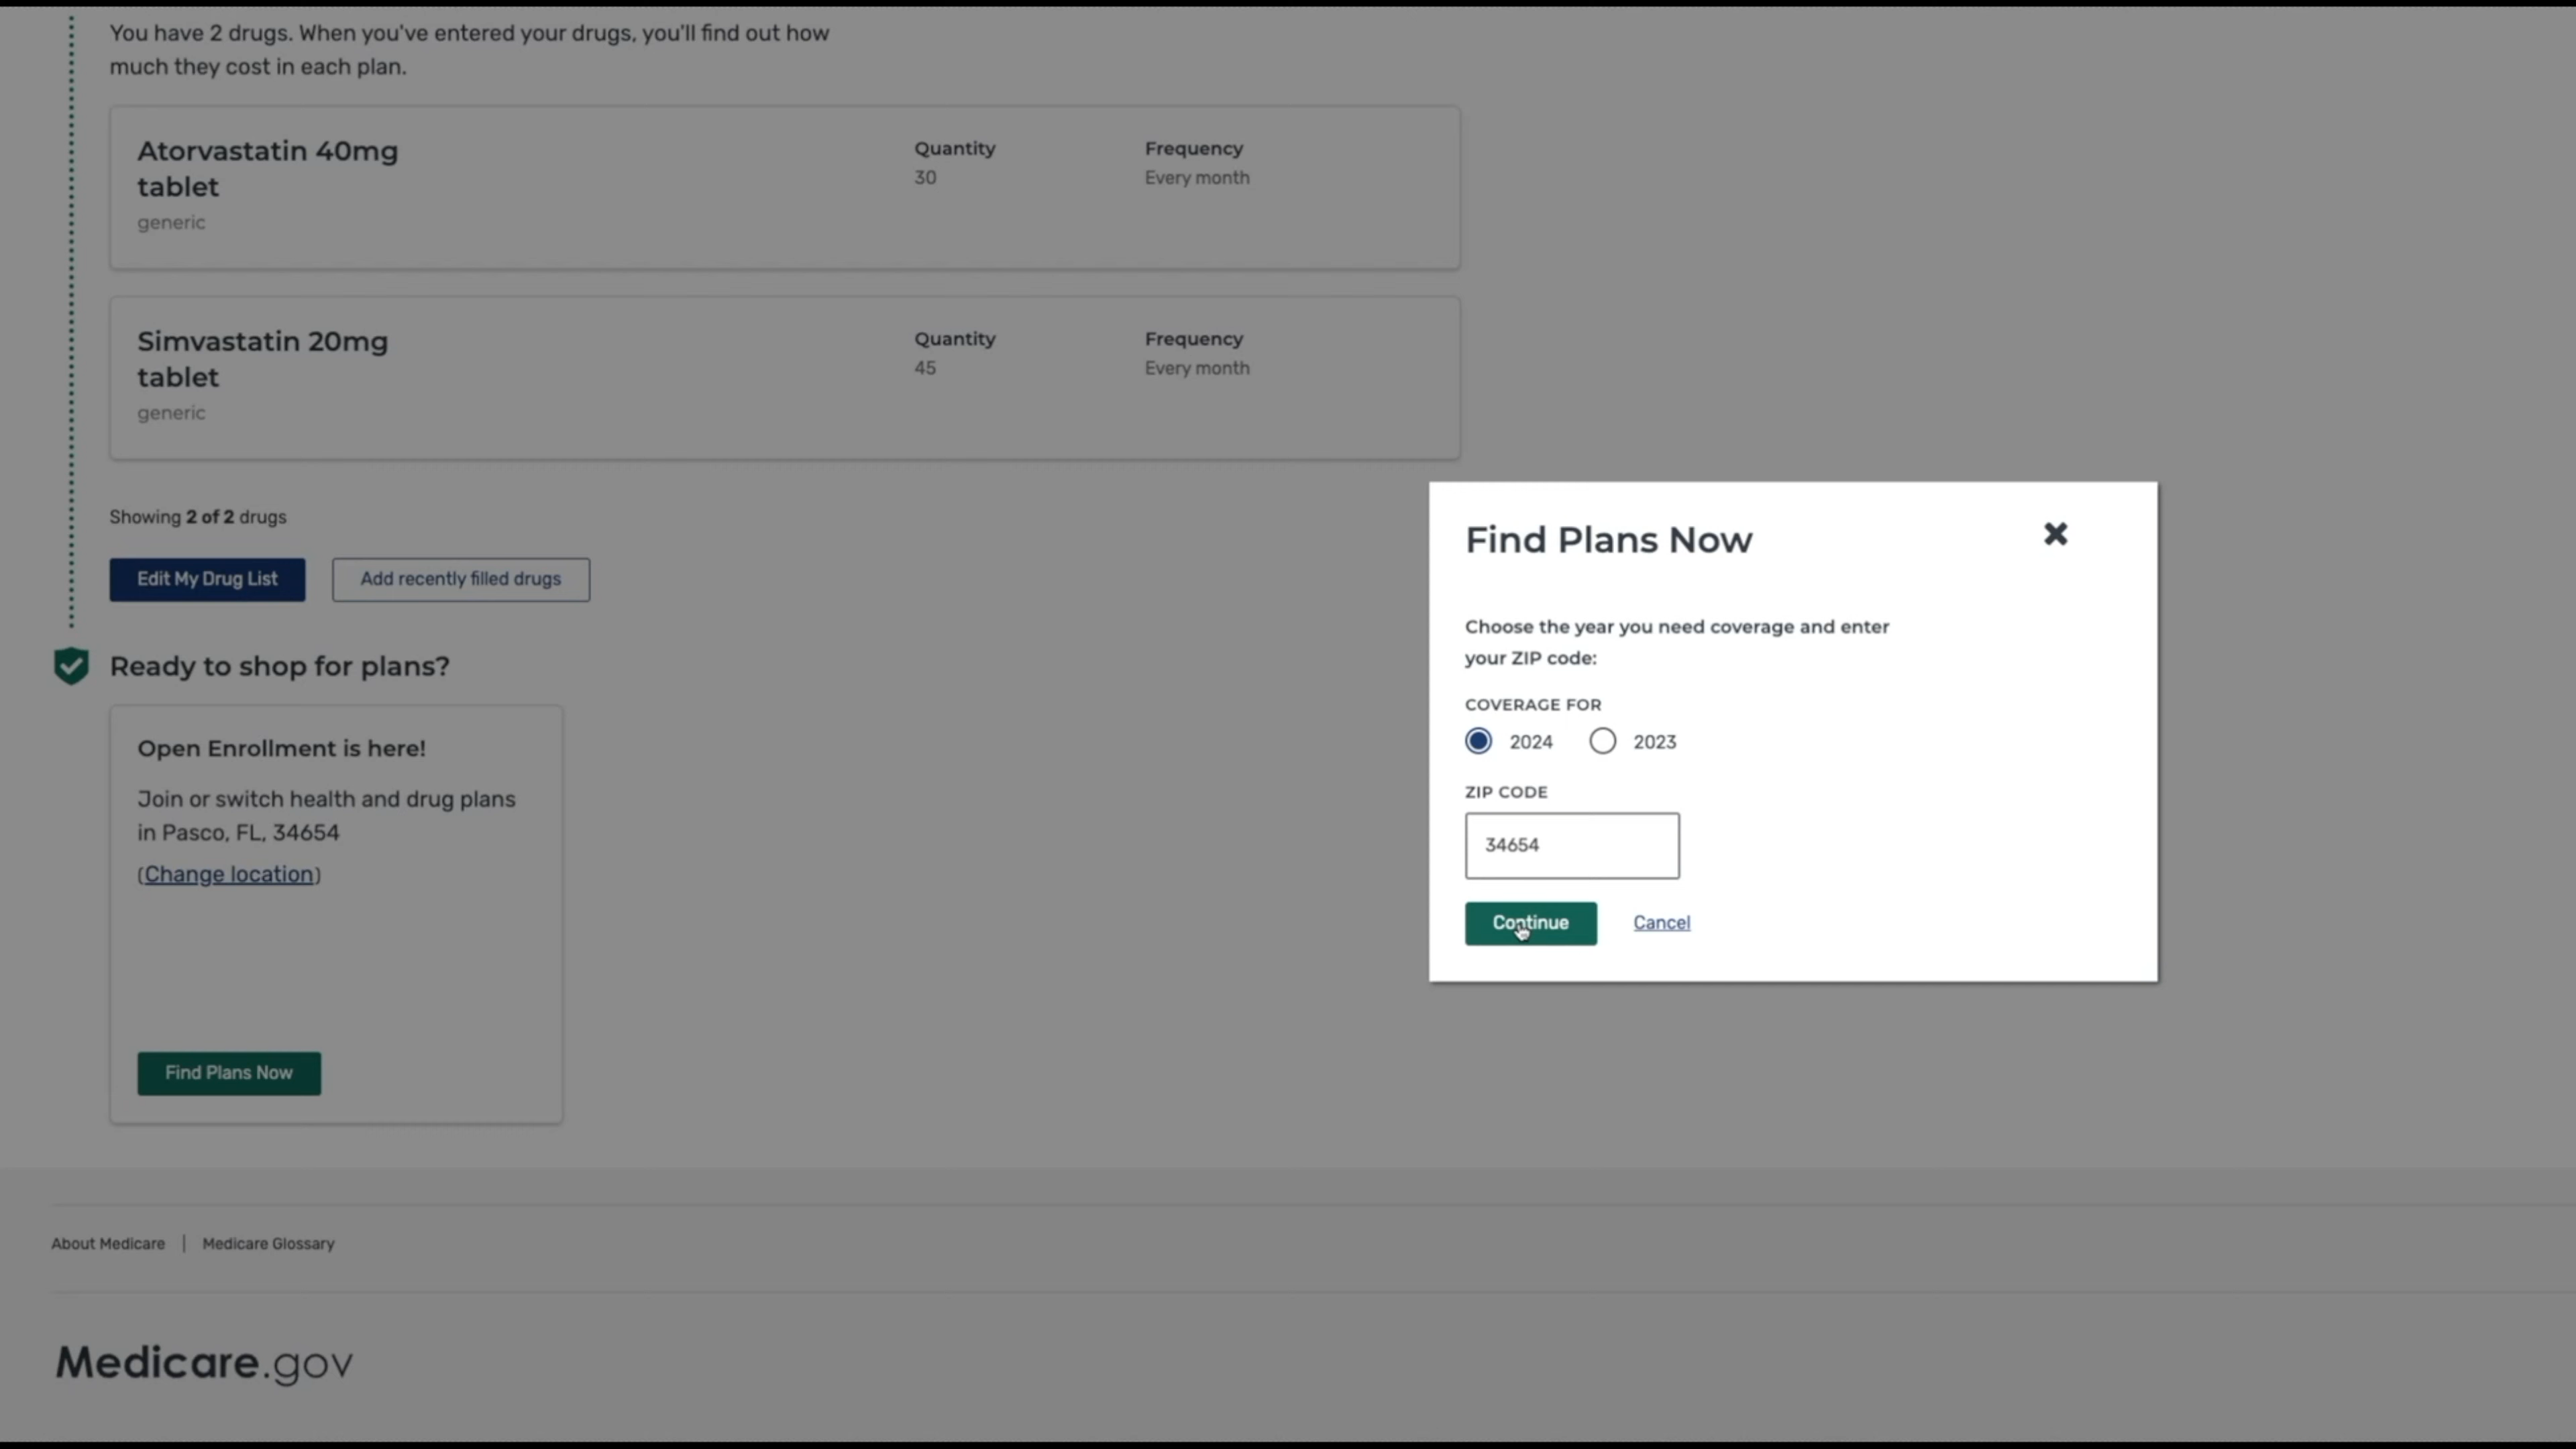 You have 2 drugs. When you've entered your drugs, you'll find out how
much they cost in each plan.
Atorvastatin 40mg
tablet
generic
Quantity
30
Frequency
Every month
Simvastatin 20mg
tablet
generic
Quantity
45
Frequency
Every month
Showing 2 of 2 drugs
Edit My Drug List
Add recently filled drugs
Ready to shop for plans?
Open Enrollment is here!
Join or switch health and drug plans
in Pasco, FL, 34654
(Change location)
Find Plans Now
Find Plans Now
Choose the year you need coverage and enter
your ZIP code:
COVERAGE FOR
2024
2023
ZIP CODE
34654
Continue
Cancel
About Medicare | Medicare Glossary
Medicare.gov